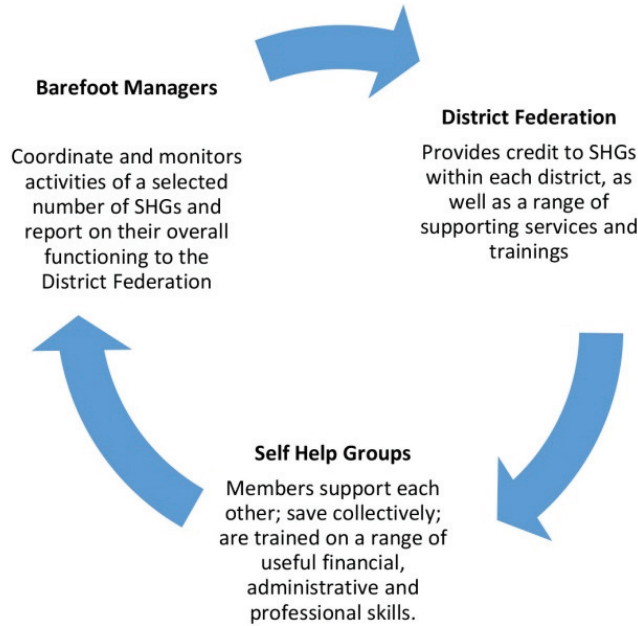 Barefoot Managers
Coordinate and monitors
activities of a selected
number of SHGs and
report on their overall
functioning to the
District Federation
District Federation
Provides credit to SHGs
within each district, as
well as a range of
supporting services and
trainings
Self Help Groups
Members support each
other; save collectively;
are trained on a range of
useful financial,
administrative and
professional skills.